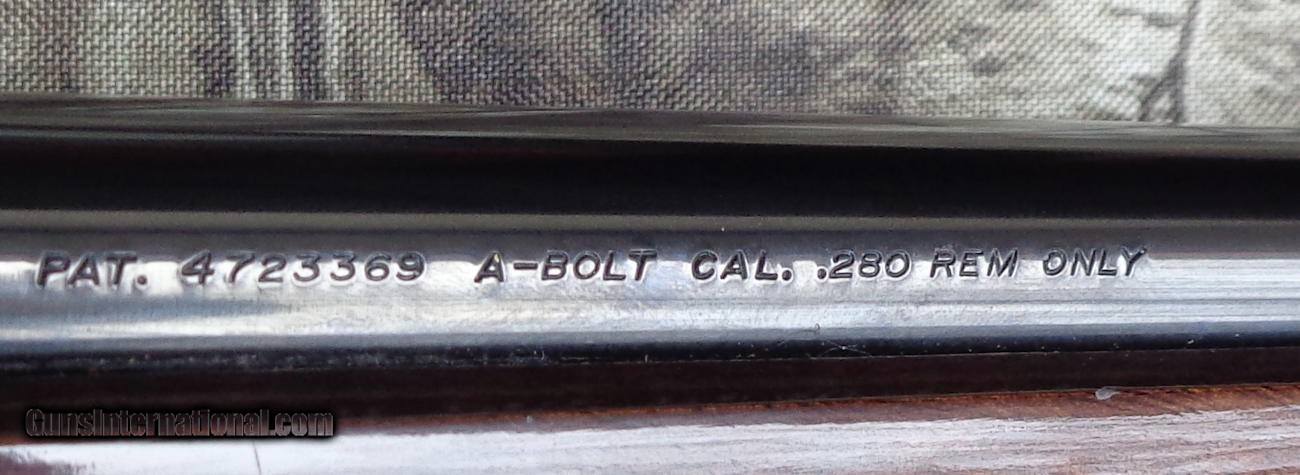 PAT. 4723369 A-BOLT CAL. .280 REM ONLY
GunsInternational.com